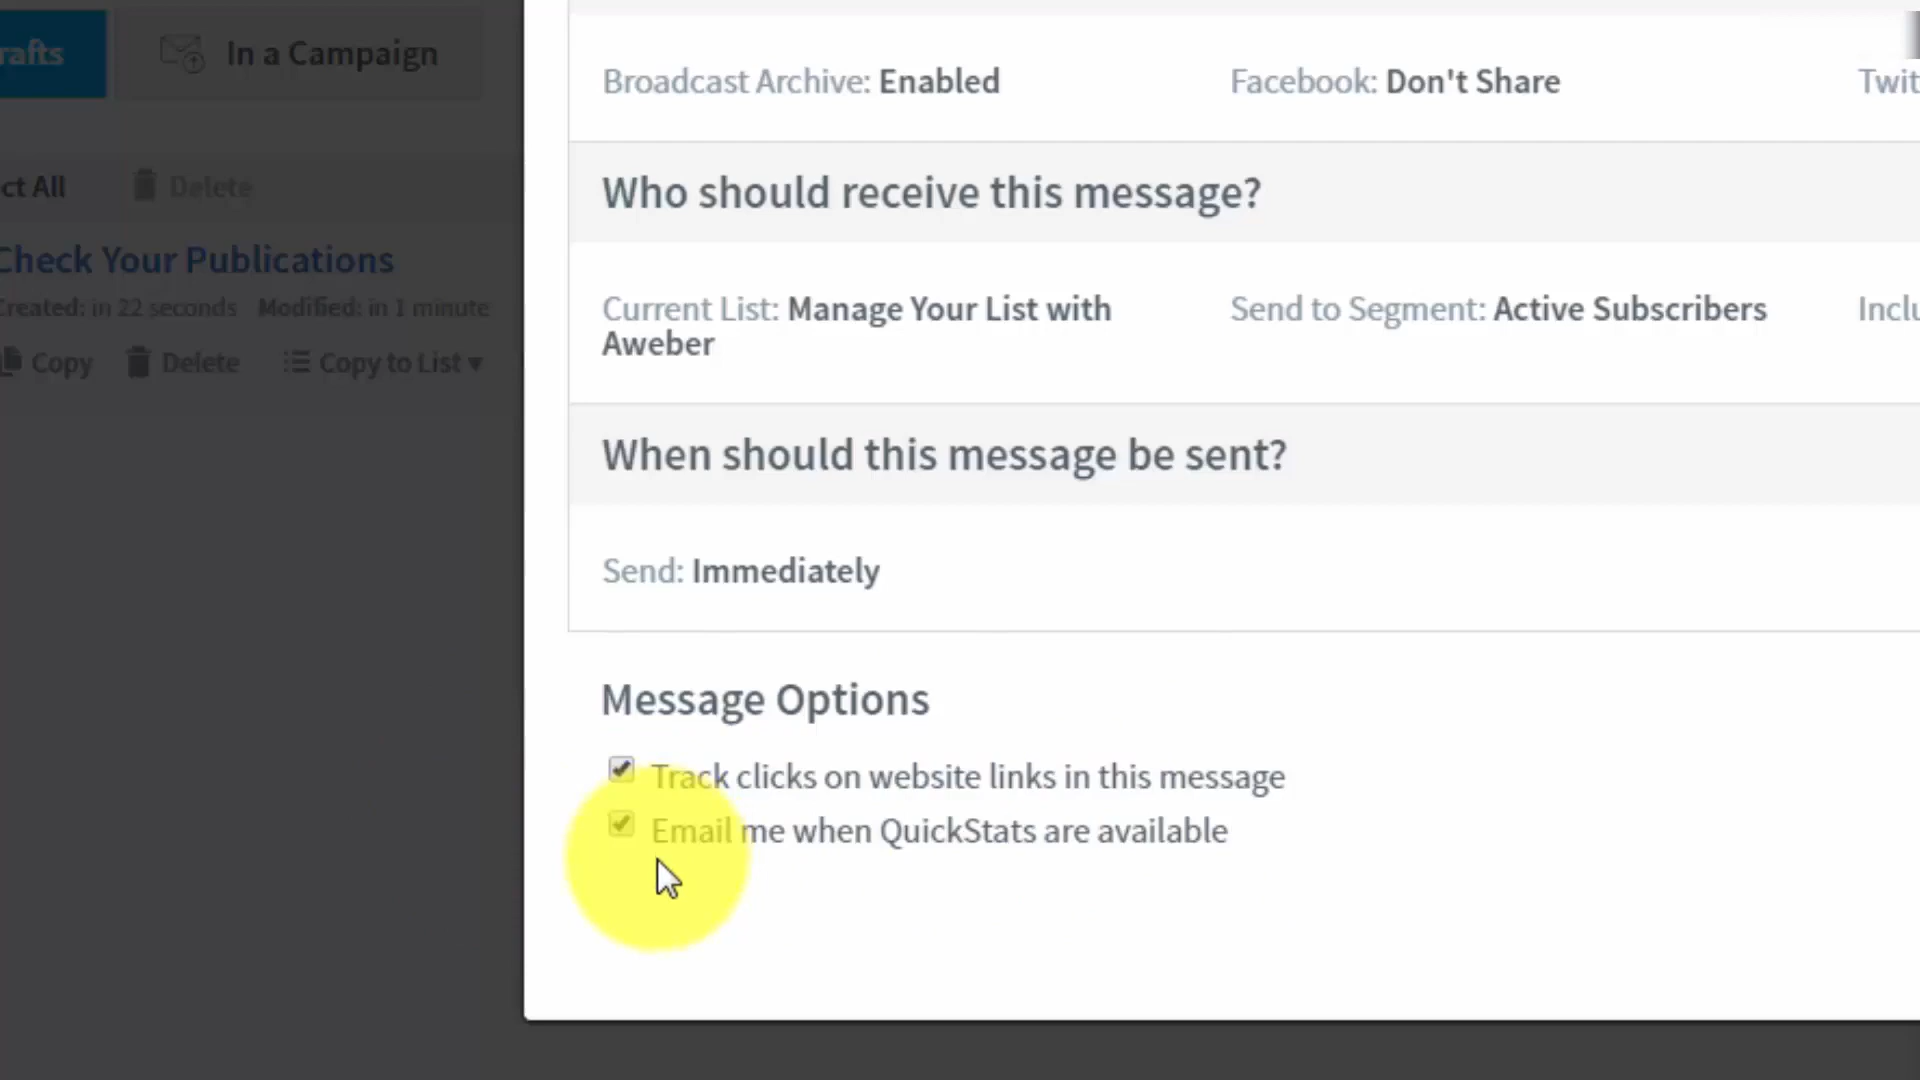 rafts
In a Campaign
ct All
Delete
Check Your Publications
Created: in 22 seconds Modified: in 1 minute
Copy
Delete
Copy to List ▾
Broadcast Archive: Enabled
Facebook: Don't Share
Twit
Who should receive this message?
Current List: Manage Your List with
Aweber
Send to Segment: Active Subscribers
Inclu
When should this message be sent?
Send: Immediately
Message Options
Track clicks on website links in this message
Email me when QuickStats are available